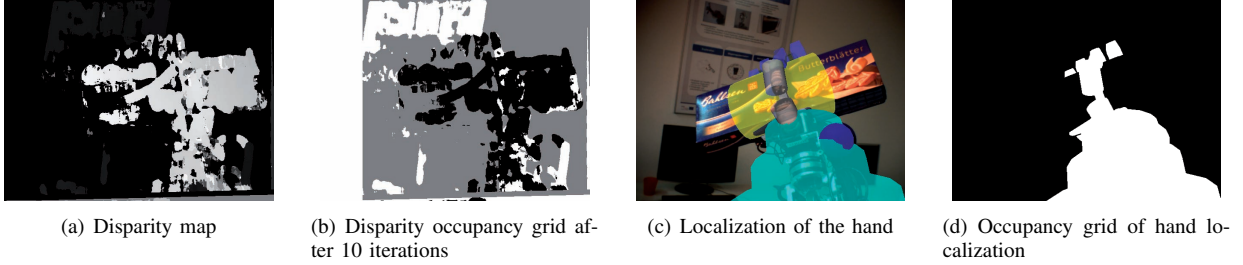 Butterblätter
Bahlsen
(a) Disparity map
(b) Disparity occupancy grid af-
ter 10 iterations
(c) Localization of the hand
(d) Occupancy grid of hand lo-
calization